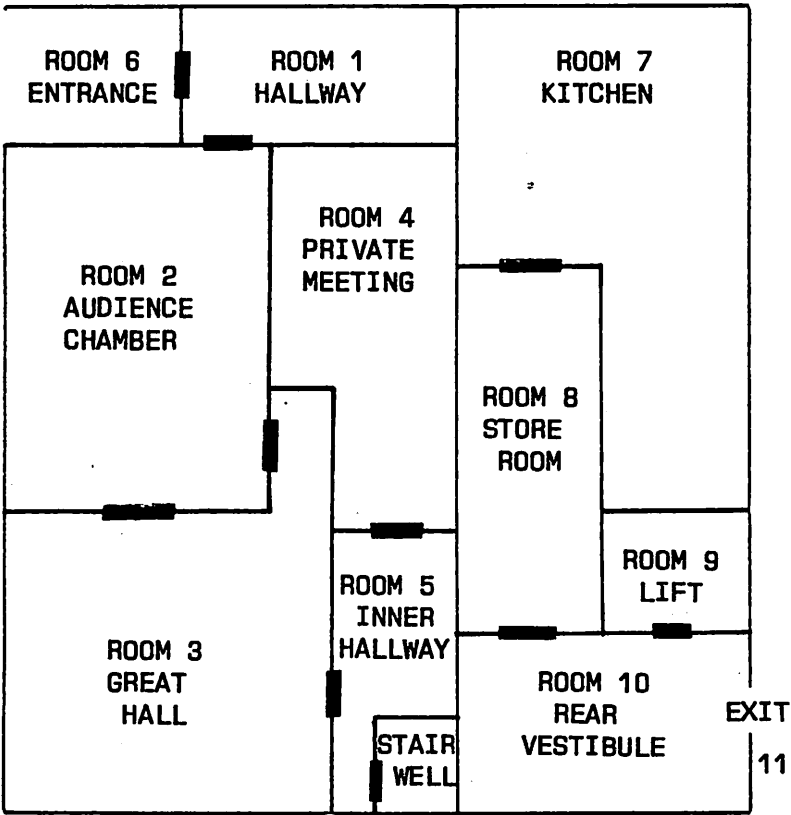 ROOM 6
ENTRANCE
ROOM 1
HALLWAY
ROOM 7
KITCHEN
ROOM 2
AUDIENCE
CHAMBER
ROOM 4
PRIVATE
MEETING
ROOM 8
STORE
ROOM
ROOM 9
LIFT
ROOM 3
GREAT
HALL
ROOM 5
INNER
HALLWAY
STAIR
WELL
ROOM 10
REAR
VESTIBULE
EXIT
11